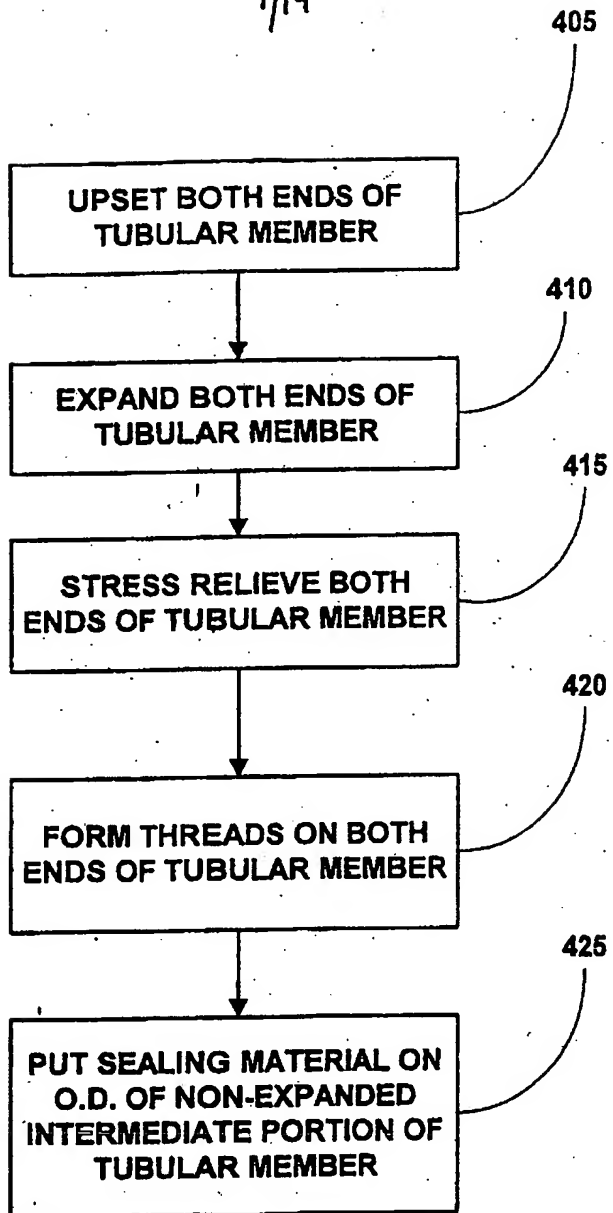 405
UPSET BOTH ENDS OF
TUBULAR MEMBER
410
EXPAND BOTH ENDS OF
TUBULAR MEMBER
415
STRESS RELIEVE BOTH
ENDS OF TUBULAR MEMBER
420
FORM THREADS ON BOTH
ENDS OF TUBULAR MEMBER
425
PUT SEALING MATERIAL ON
O.D. OF NON-EXPANDED
INTERMEDIATE PORTION OF
TUBULAR MEMBER